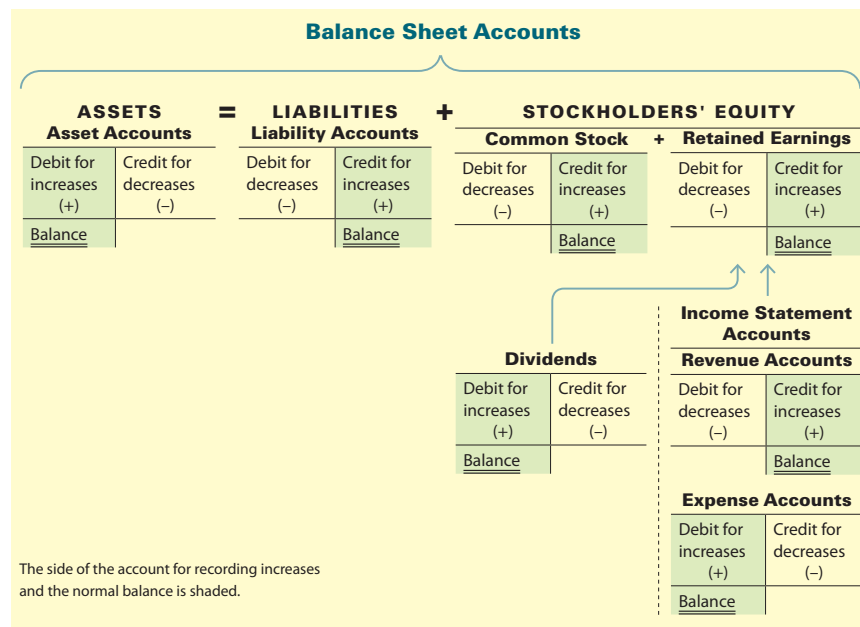 Balance Sheet Accounts
ASSETS = LIABILITIES + STOCKHOLDERS' EQUITY
Asset Accounts
Liability Accounts
Common Stock + Retained Earnings
Debit for
increases
(+)
Credit for
decreases
(–)
Balance
Debit for
decreases
(–)
Credit for
increases
(+)
Balance
Debit for
decreases
(–)
Credit for
increases
(+)
Balance
Debit for
decreases
(–)
Credit for
increases
(+)
Balance
Dividends
Debit for
increases
(+)
Credit for
decreases
(–)
Balance
Income Statement
Accounts
Revenue Accounts
Debit for
decreases
(–)
Credit for
increases
(+)
Balance
Expense Accounts
Debit for
increases
(+)
Credit for
decreases
(–)
Balance
The side of the account for recording increases
and the normal balance is shaded.